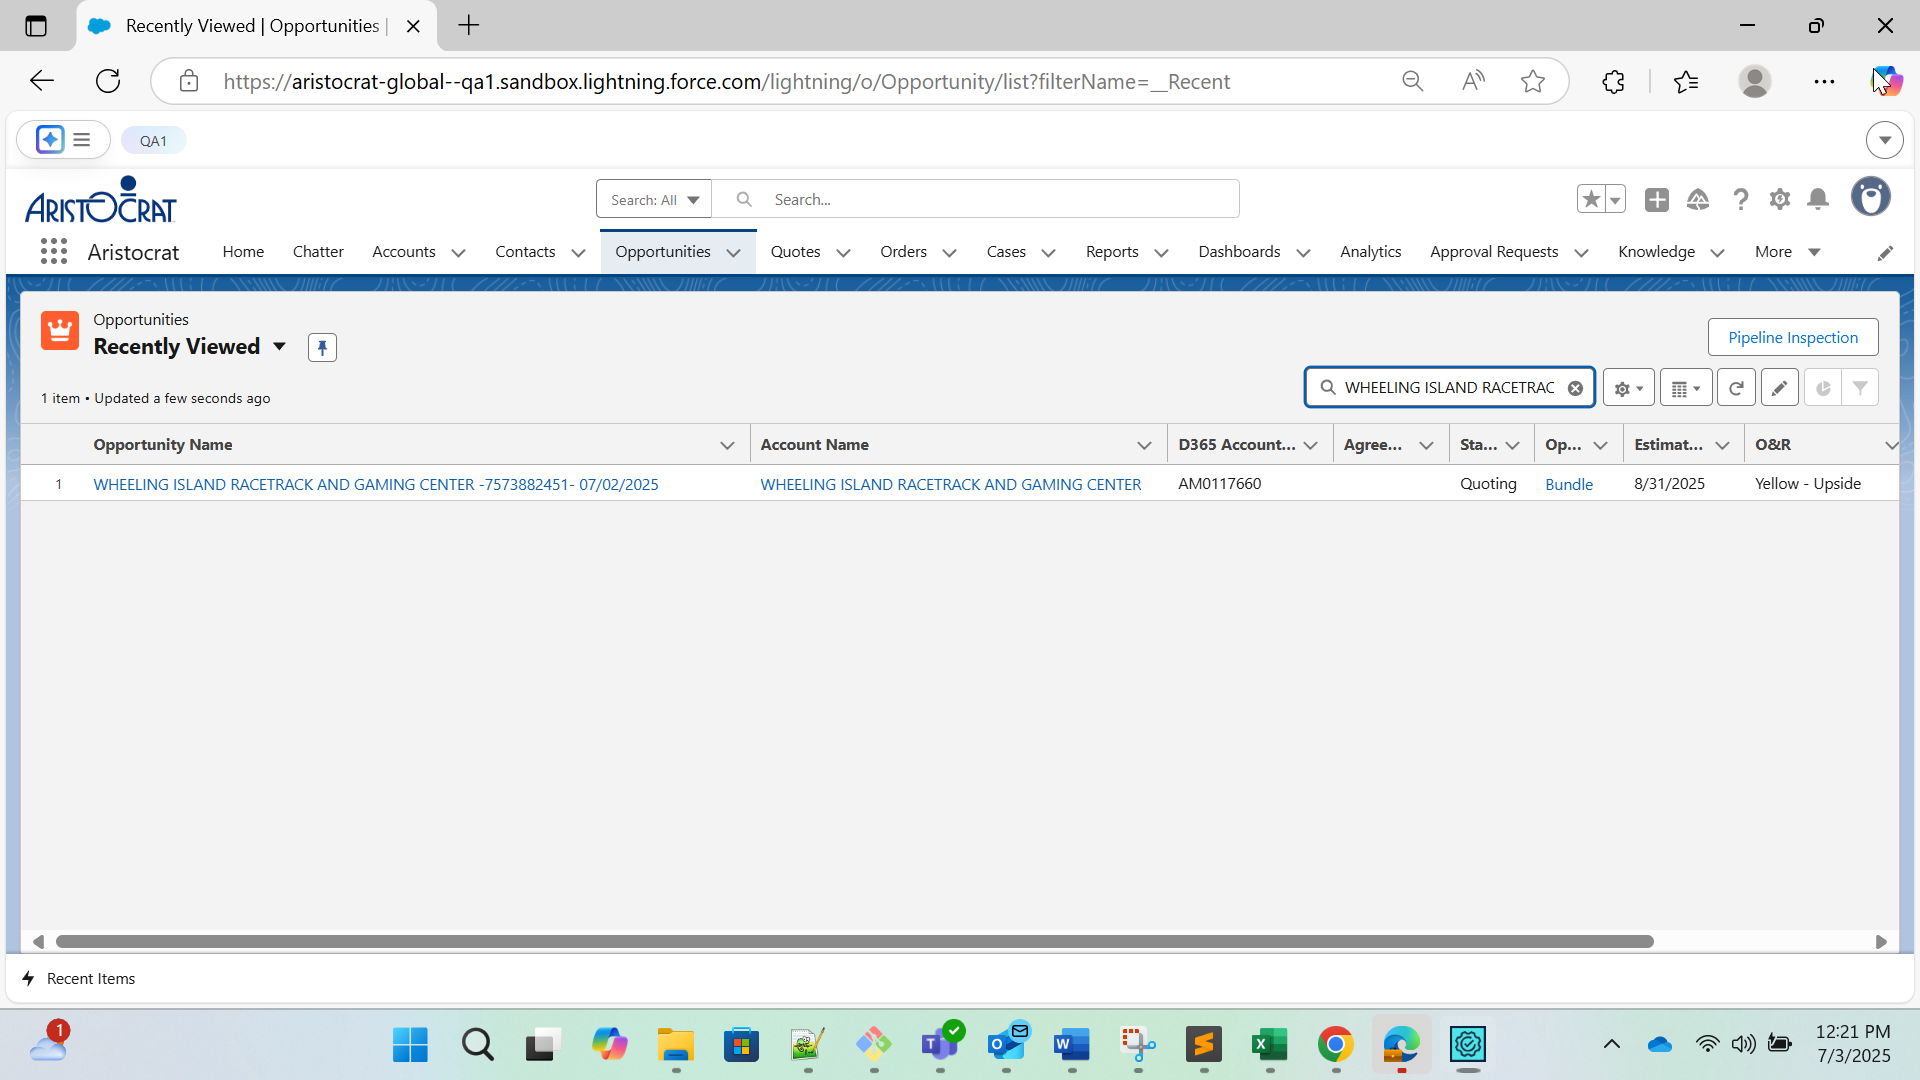 Recently Viewed | Opportunities |
https://aristocrat-global--qa1.sandbox.lightning.force.com/lightning/o/Opportunity/list?filterName=__Recent
QA1
ARISTOCRAT
Search: All
Search...
Aristocrat
Home
Chatter
Accounts
Contacts
Opportunities
Quotes
Orders
Cases
Reports
Dashboards
Analytics
Approval Requests
Knowledge
More
Opportunities
Recently Viewed
Pipeline Inspection
1 item • Updated a few seconds ago
WHEELING ISLAND RACETRAC
Opportunity Name
Account Name
D365 Account...
Agree...
Sta...
Op...
Estimat...
O&R
1
WHEELING ISLAND RACETRACK AND GAMING CENTER -7573882451- 07/02/2025
WHEELING ISLAND RACETRACK AND GAMING CENTER
AM0117660
Quoting
Bundle
8/31/2025
Yellow - Upside
Recent Items
1
12:21 PM
7/3/2025